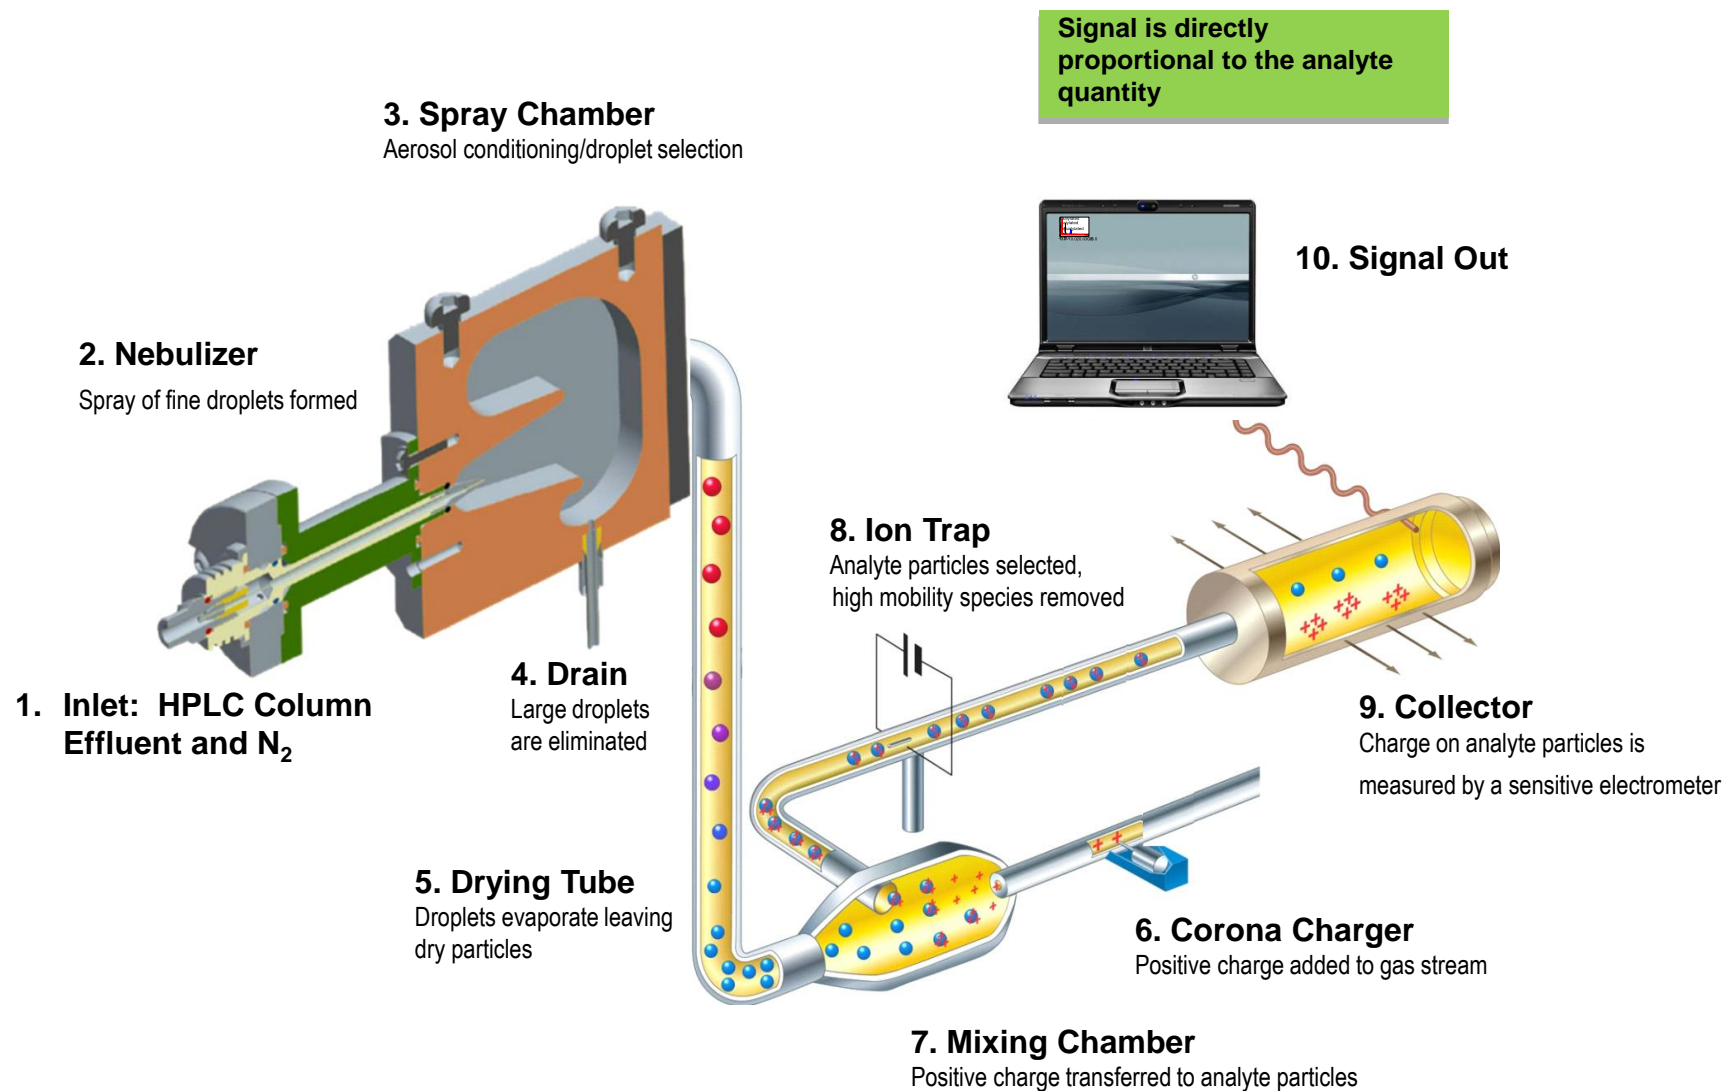 Signal is directly
proportional to the analyte
quantity
3. Spray Chamber
Aerosol conditioning/droplet selection
10. Signal Out
2. Nebulizer
Spray of fine droplets formed
8. Ion Trap
Analyte particles selected,
high mobility species removed
4. Drain
Large droplets
are eliminated
1. Inlet: HPLC Column
Effluent and N2
9. Collector
Charge on analyte particles is
measured by a sensitive electrometer
5. Drying Tube
Droplets evaporate leaving
dry particles
6. Corona Charger
Positive charge added to gas stream
7. Mixing Chamber
Positive charge transferred to analyte particles